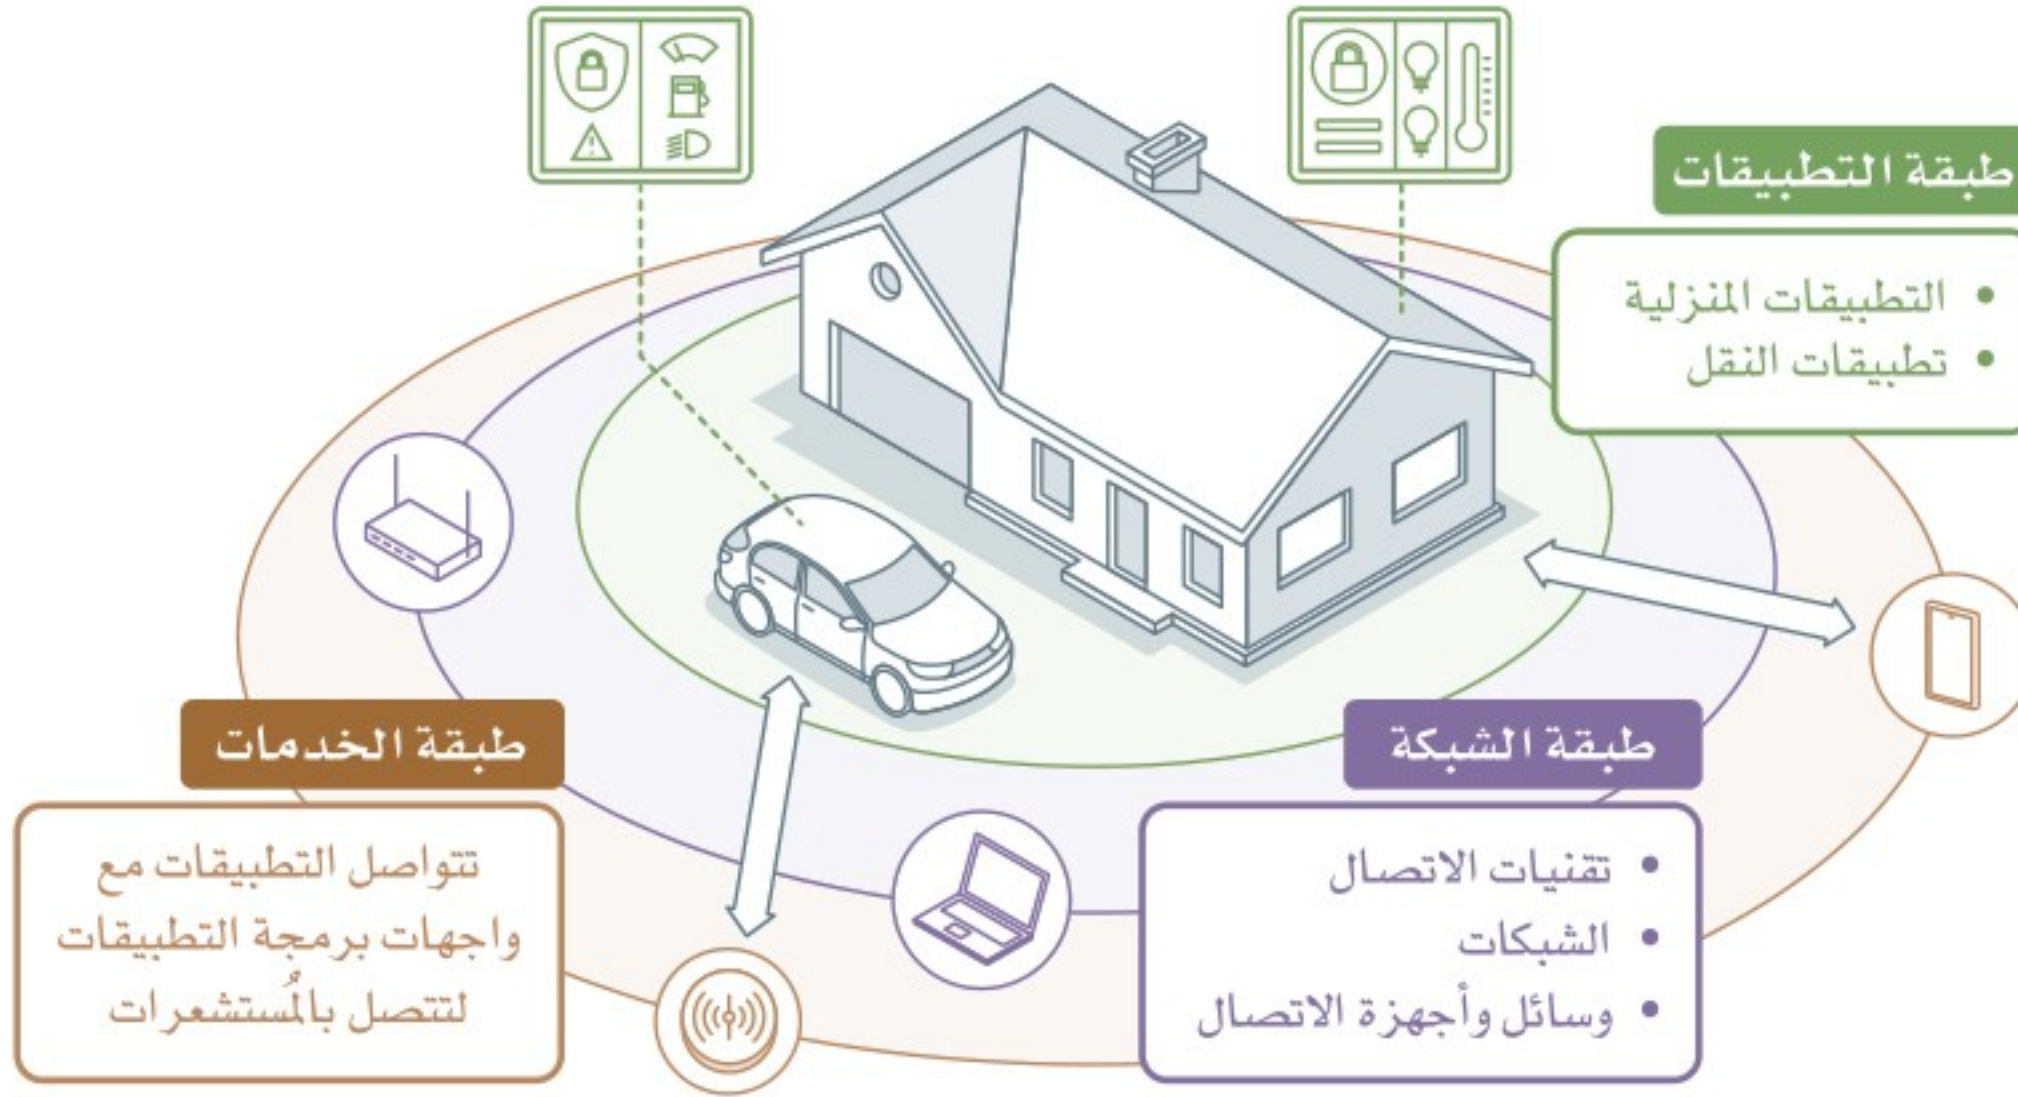 طبقة التطبيقات
• التطبيقات المنزلية
• تطبيقات النقل
طبقة الشبكة
• تقنيات الاتصال
• الشبكات
• وسائل وأجهزة الاتصال
طبقة الخدمات
تتواصل التطبيقات مع
واجهات برمجة التطبيقات
لتتصل بالمُستشعرات